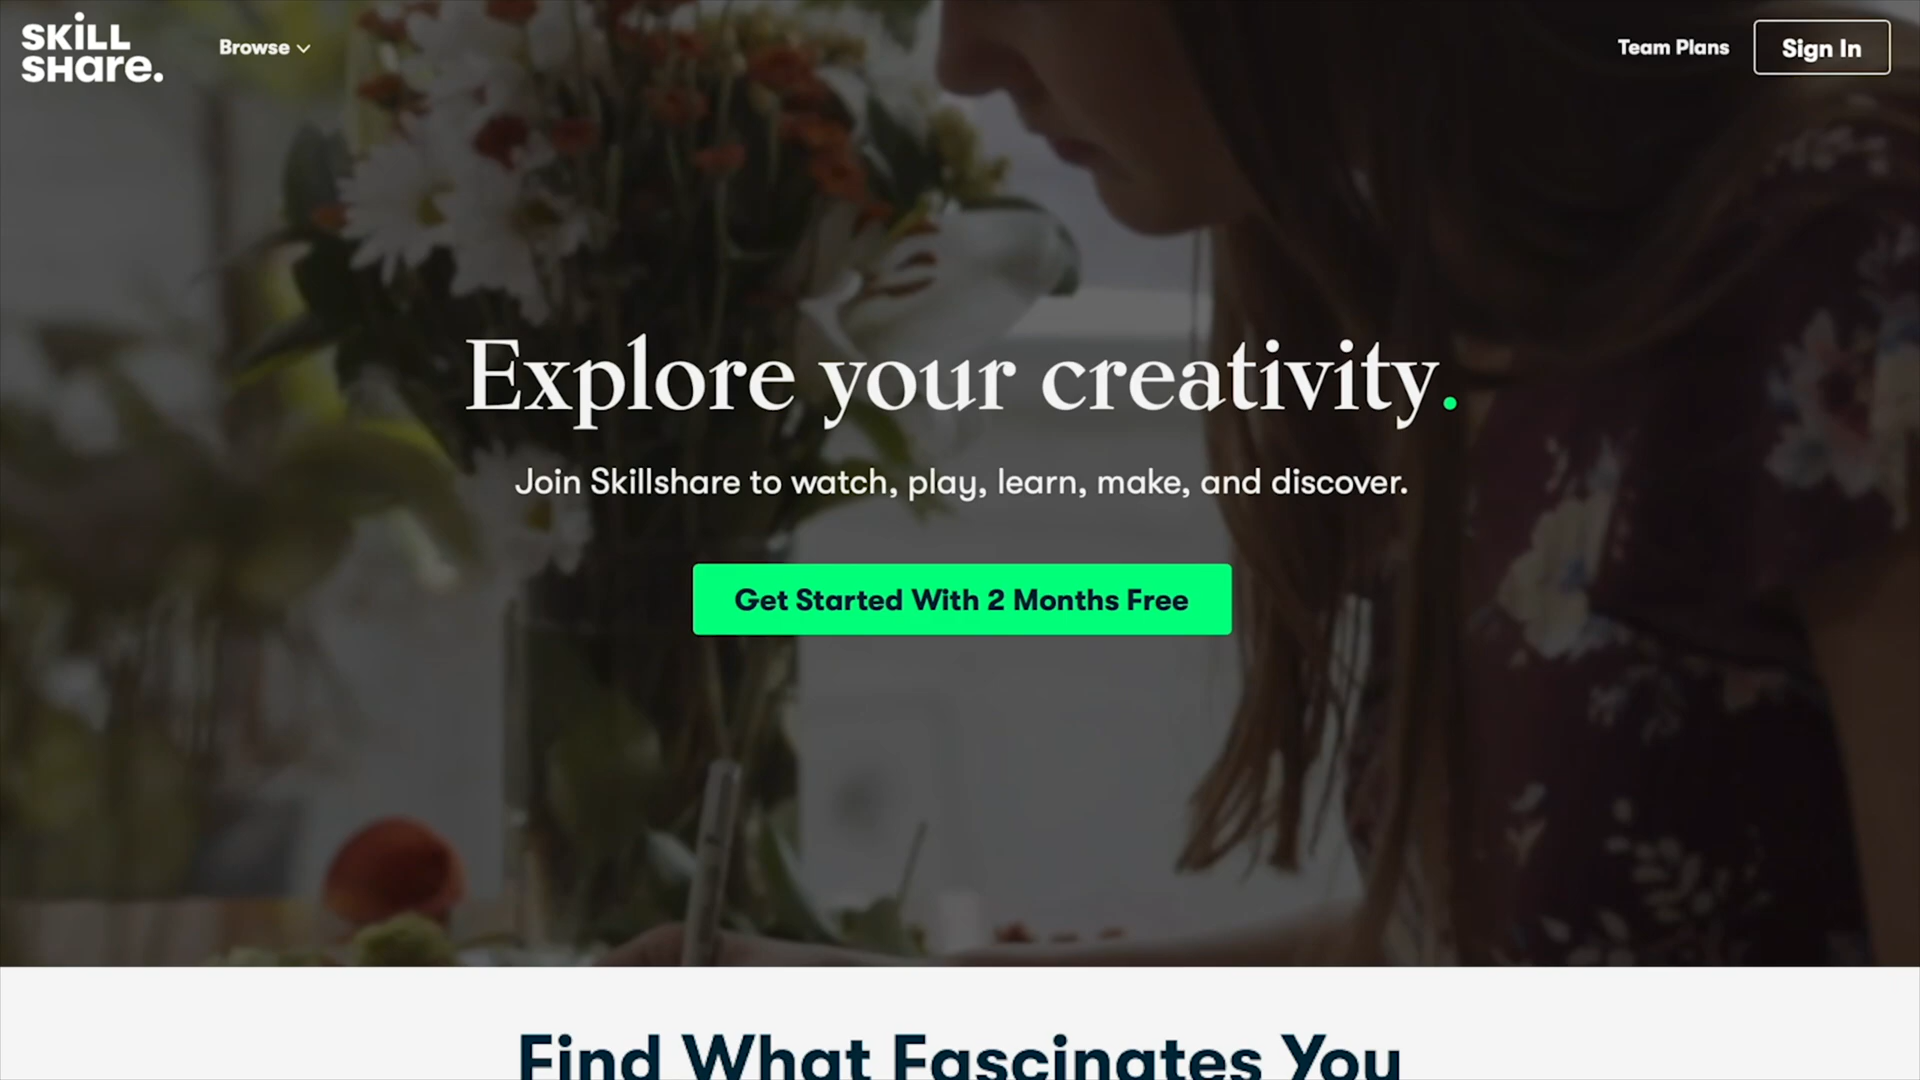 SKiLL
SHare.
Browse
Team Plans
Sign In
Explore your creativity.
Join Skillshare to watch, play, learn, make, and discover.
Get Started With 2 Months Free
Find What Fascinates You